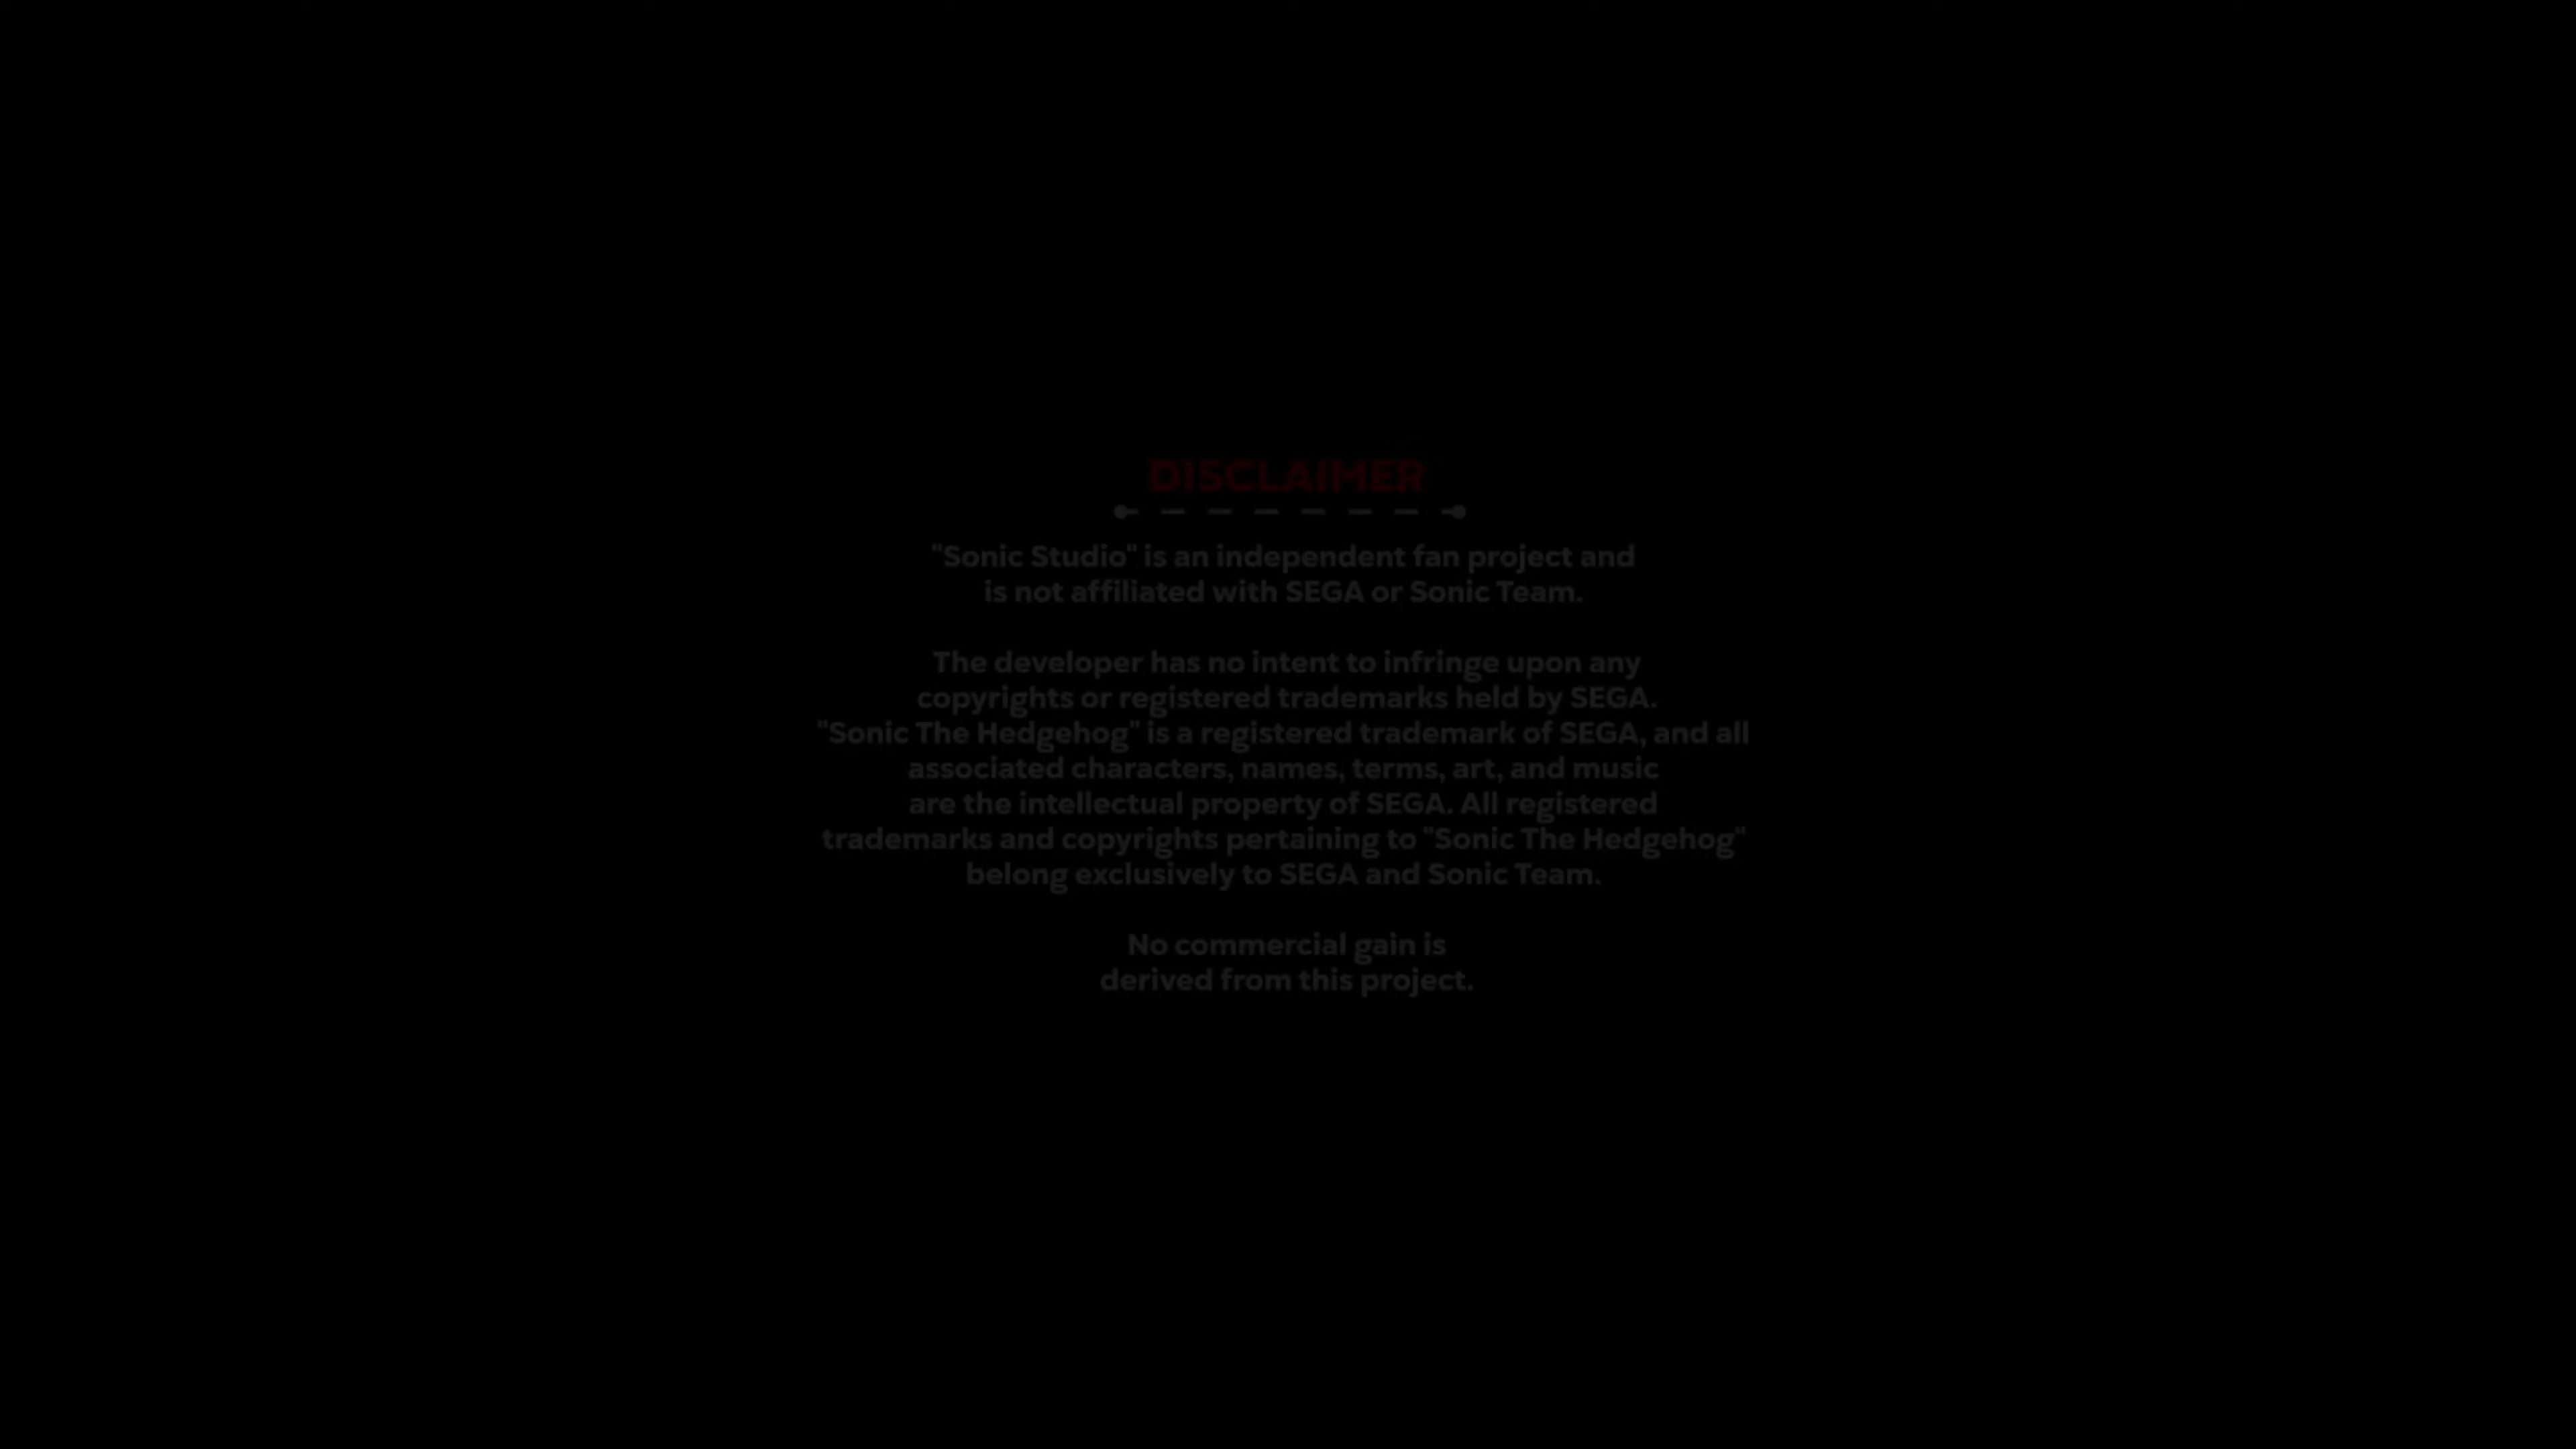 DISCLAIMER
"Sonic Studio" is an independent fan project and
is not affiliated with SEGA or Sonic Team.
The developer has no intent to infringe upon any
copyrights or registered trademarks held by SEGA.
"Sonic The Hedgehog" is a registered trademark of SEGA, and all
associated characters, names, terms, art, and music
are the intellectual property of SEGA. All registered
trademarks and copyrights pertaining to "Sonic The Hedgehog"
belong exclusively to SEGA and Sonic Team.
No commercial gain is
derived from this project.